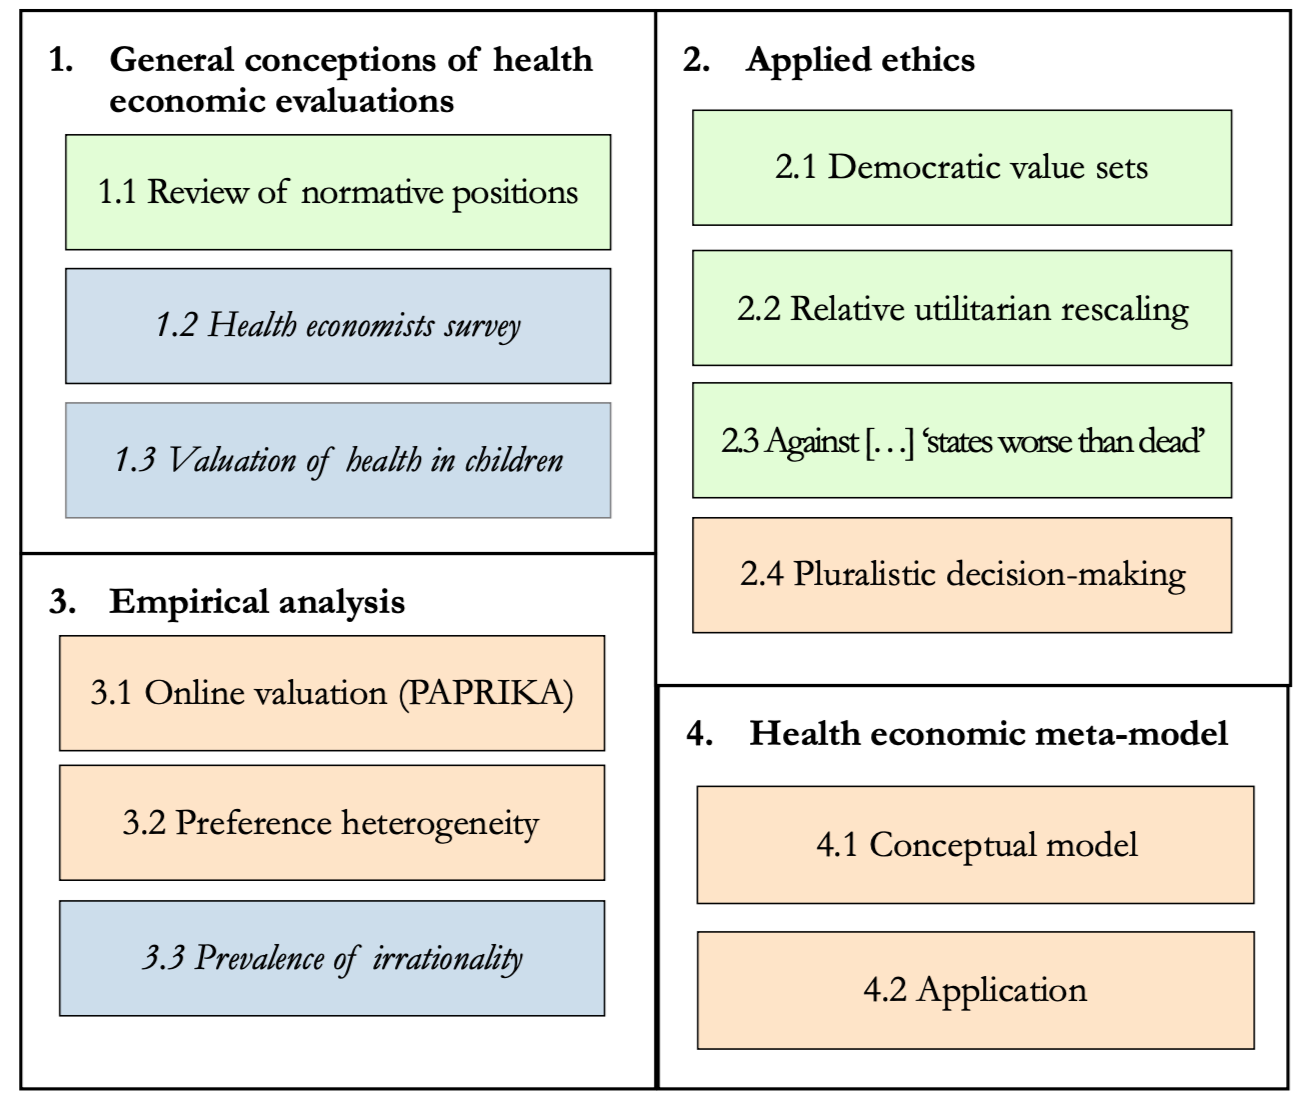 1. General conceptions of health
economic evaluations
1.1 Review of normative positions
1.2 Health economists survey
1.3 Valuation of health in children
2. Applied ethics
2.1 Democratic value sets
2.2 Relative utilitarian rescaling
2.3 Against […] ‘states worse than dead’
2.4 Pluralistic decision-making
3. Empirical analysis
3.1 Online valuation (PAPRIKA)
3.2 Preference heterogeneity
3.3 Prevalence of irrationality
4. Health economic meta-model
4.1 Conceptual model
4.2 Application